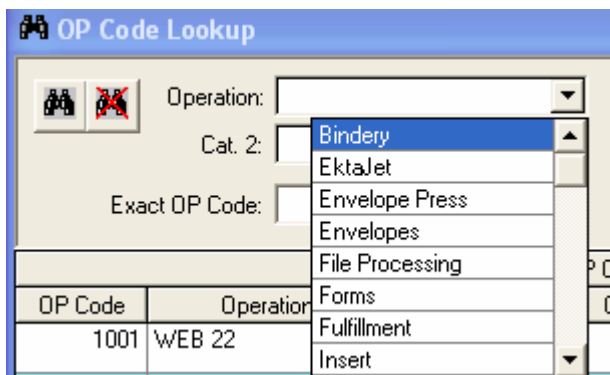 OP Code Lookup
Operation:
Cat. 2:
Exact OP Code:
Bindery
EktaJet
Envelope Press
Envelopes
File Processing
Forms
Fulfillment
Insert
OP Code
1001 WEB 22